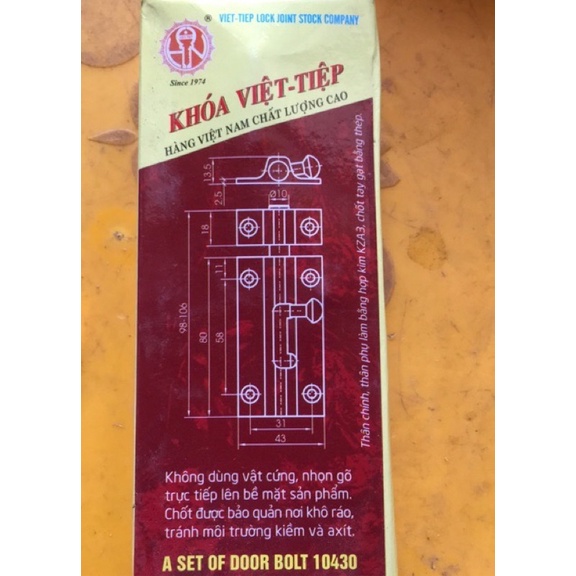 ® VIET-TIEP LOCK JOINT STOCK COMPANY
Since 1974
KHÓA VIỆT-TIỆP
HÀNG VIỆT NAM CHẤT LƯỢNG CAO
13.5
2.5
Ø10
18
11
98-106
80
58
31
43
Thân chính, thân phụ làm bằng hợp kim KZA3, chốt tay gạt bằng thép.
Không dùng vật cứng, nhọn gõ
trực tiếp lên bề mặt sản phẩm.
Chốt được bảo quản nơi khô ráo,
tránh môi trường kiềm và axít.
A SET OF DOOR BOLT 10430